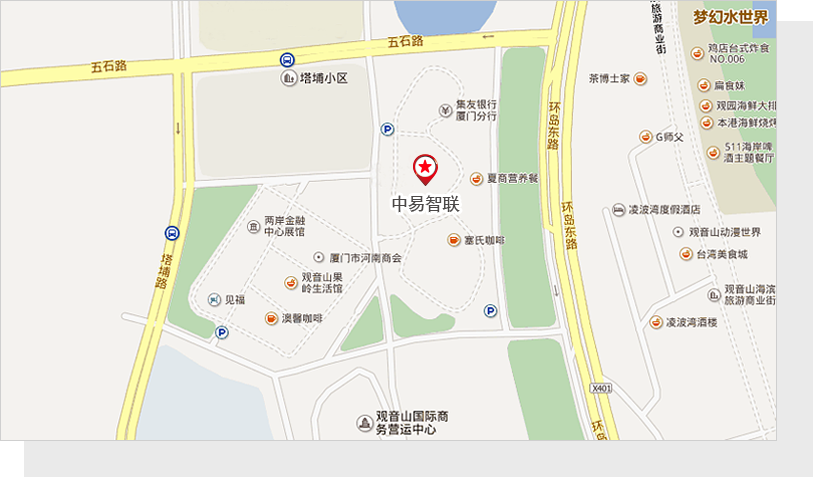 梦幻水世界
旅游商业街
五石路
五石路
塔埔小区
鸡店台式炸食
NO.006
茶博士家
扁食妹
集友银行
厦门分行
观园海鲜大排
本港海鲜烧烤
G师父
511海岸啤
酒主题餐厅
环岛东路
夏商营养餐
中易智联
凌波湾度假酒店
两岸金融
中心展馆
环岛东路
观音山动漫世界
塞氏咖啡
台湾美食城
厦门市河南商会
塔埔路
观音山果
岭生活馆
观音山海滨
旅游商业街
见福
澳馨咖啡
凌波湾酒楼
X401
观音山国际商
务营运中心
环岛